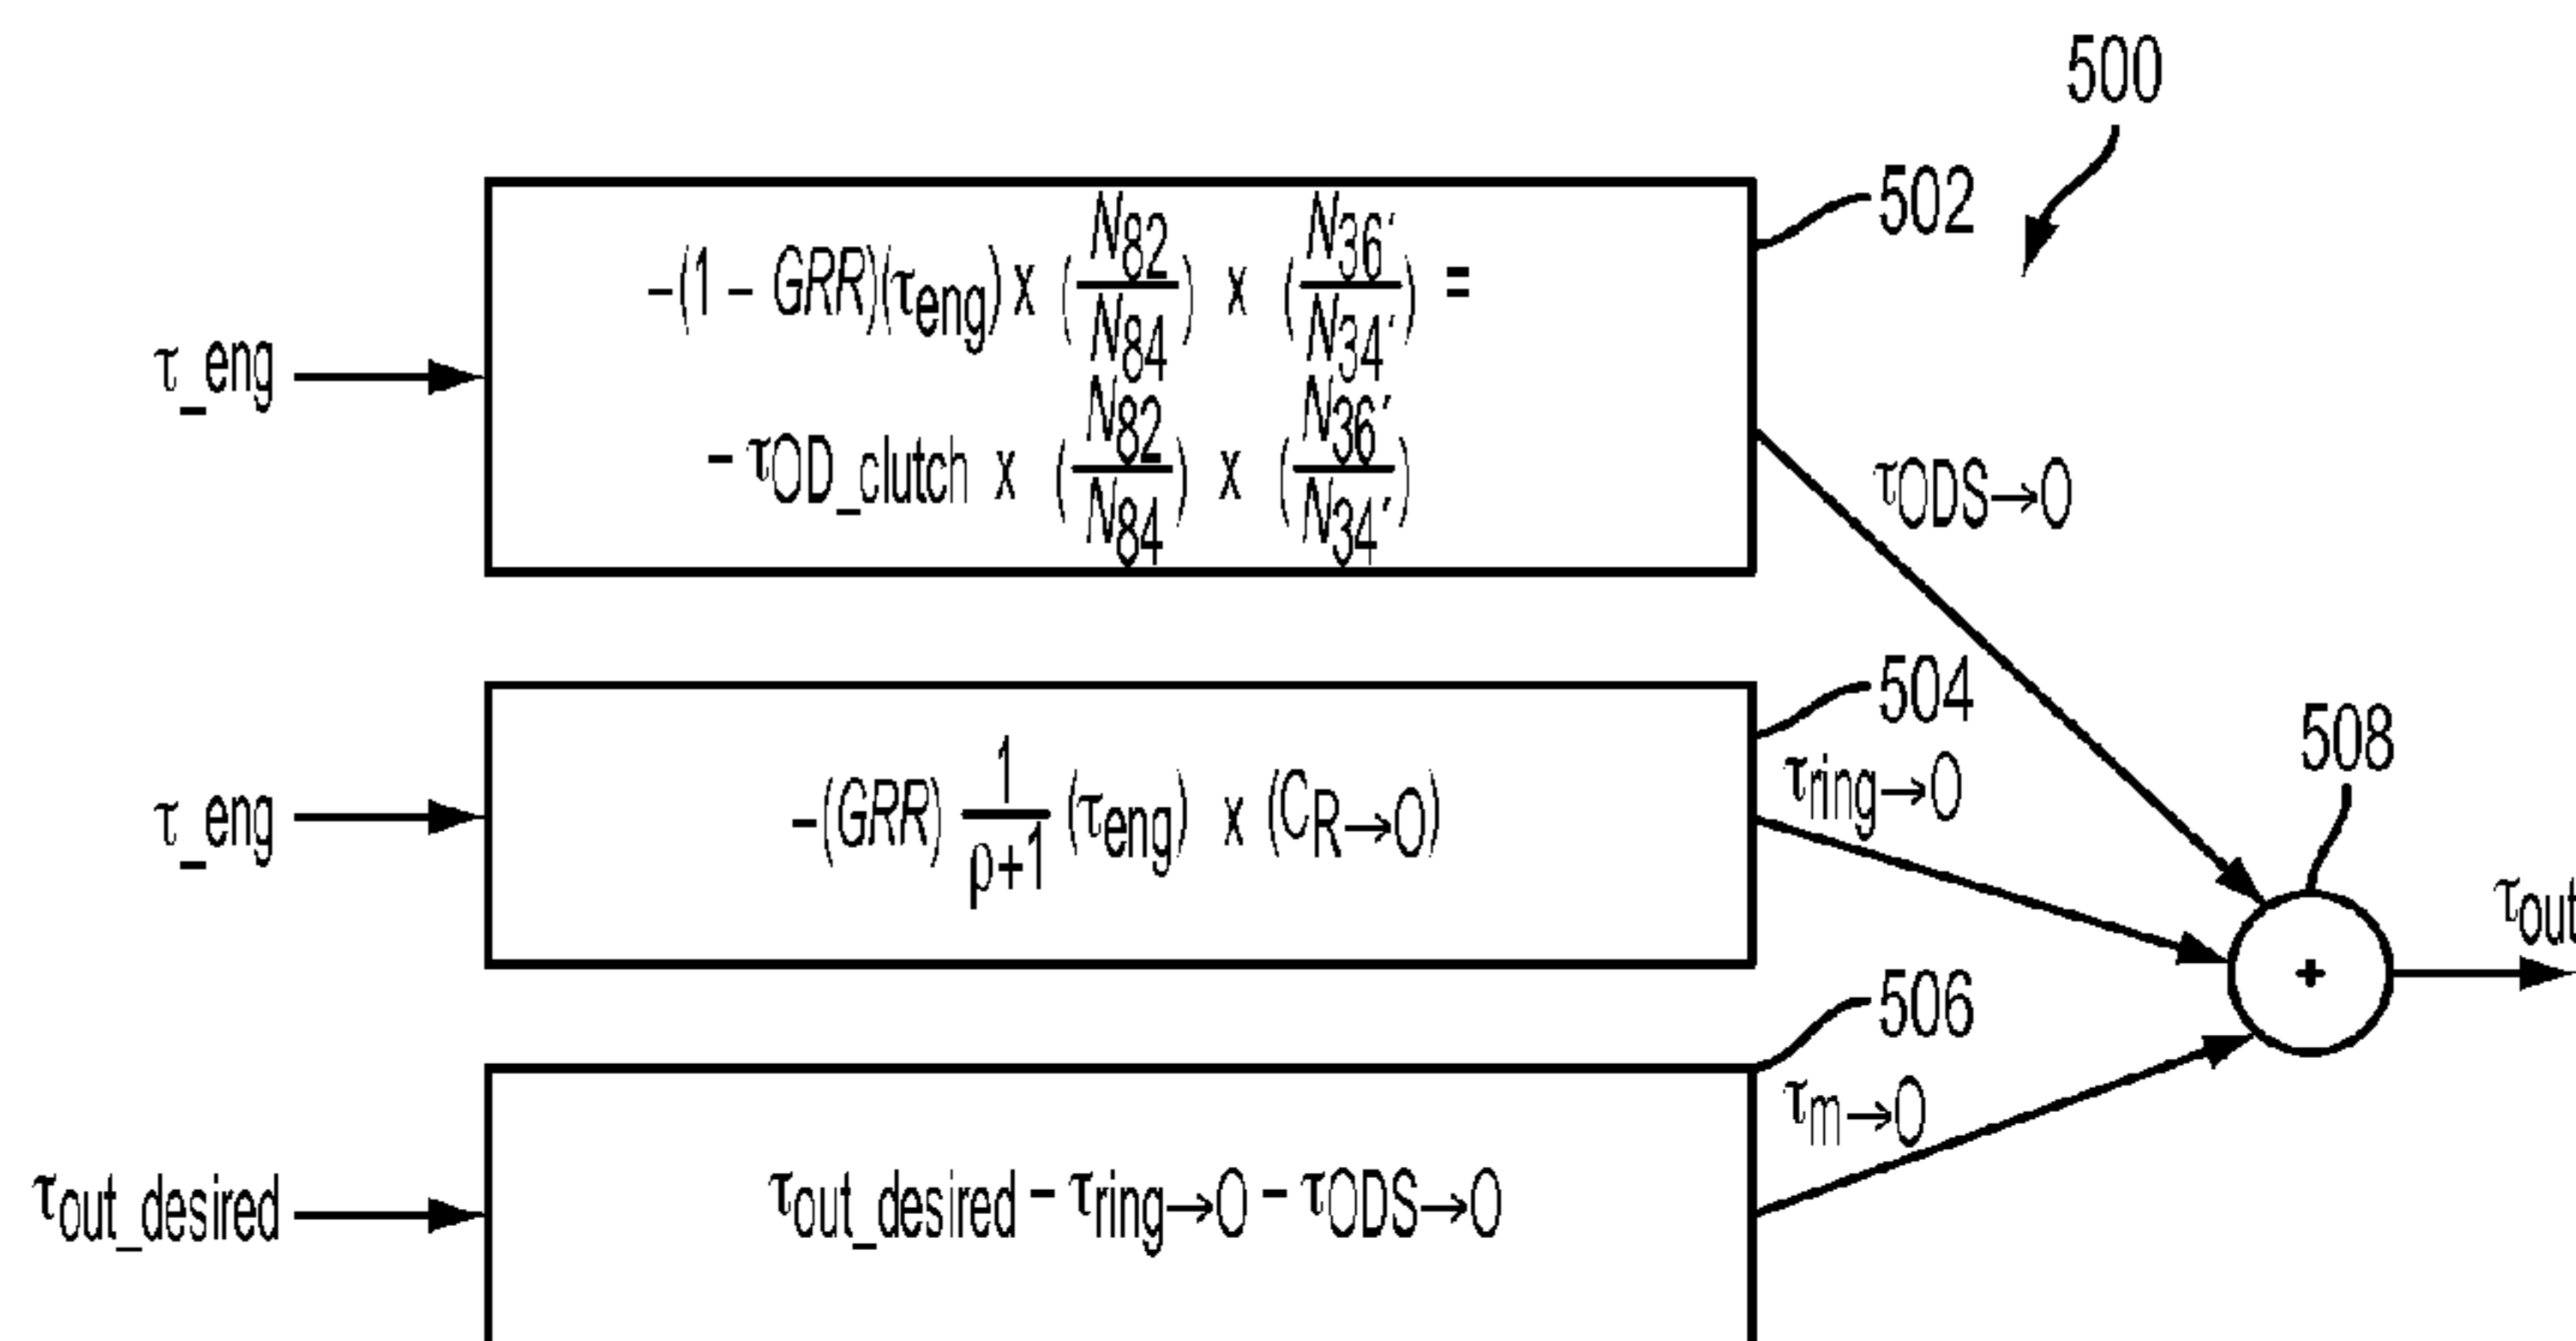 500
502
τ_eng
-(1 - GRR)(τeng) x (N82/N84) x (N36′/N34′) =
- τOD_clutch x (N82/N84) x (N36′/N34′)
τODS→O
504
τ_eng
-(GRR) 1/ρ+1 (τeng) x (CR→O)
τring→O
508
+
τout
506
τm→O
τout_desired
τout_desired - τring→O - τODS→O